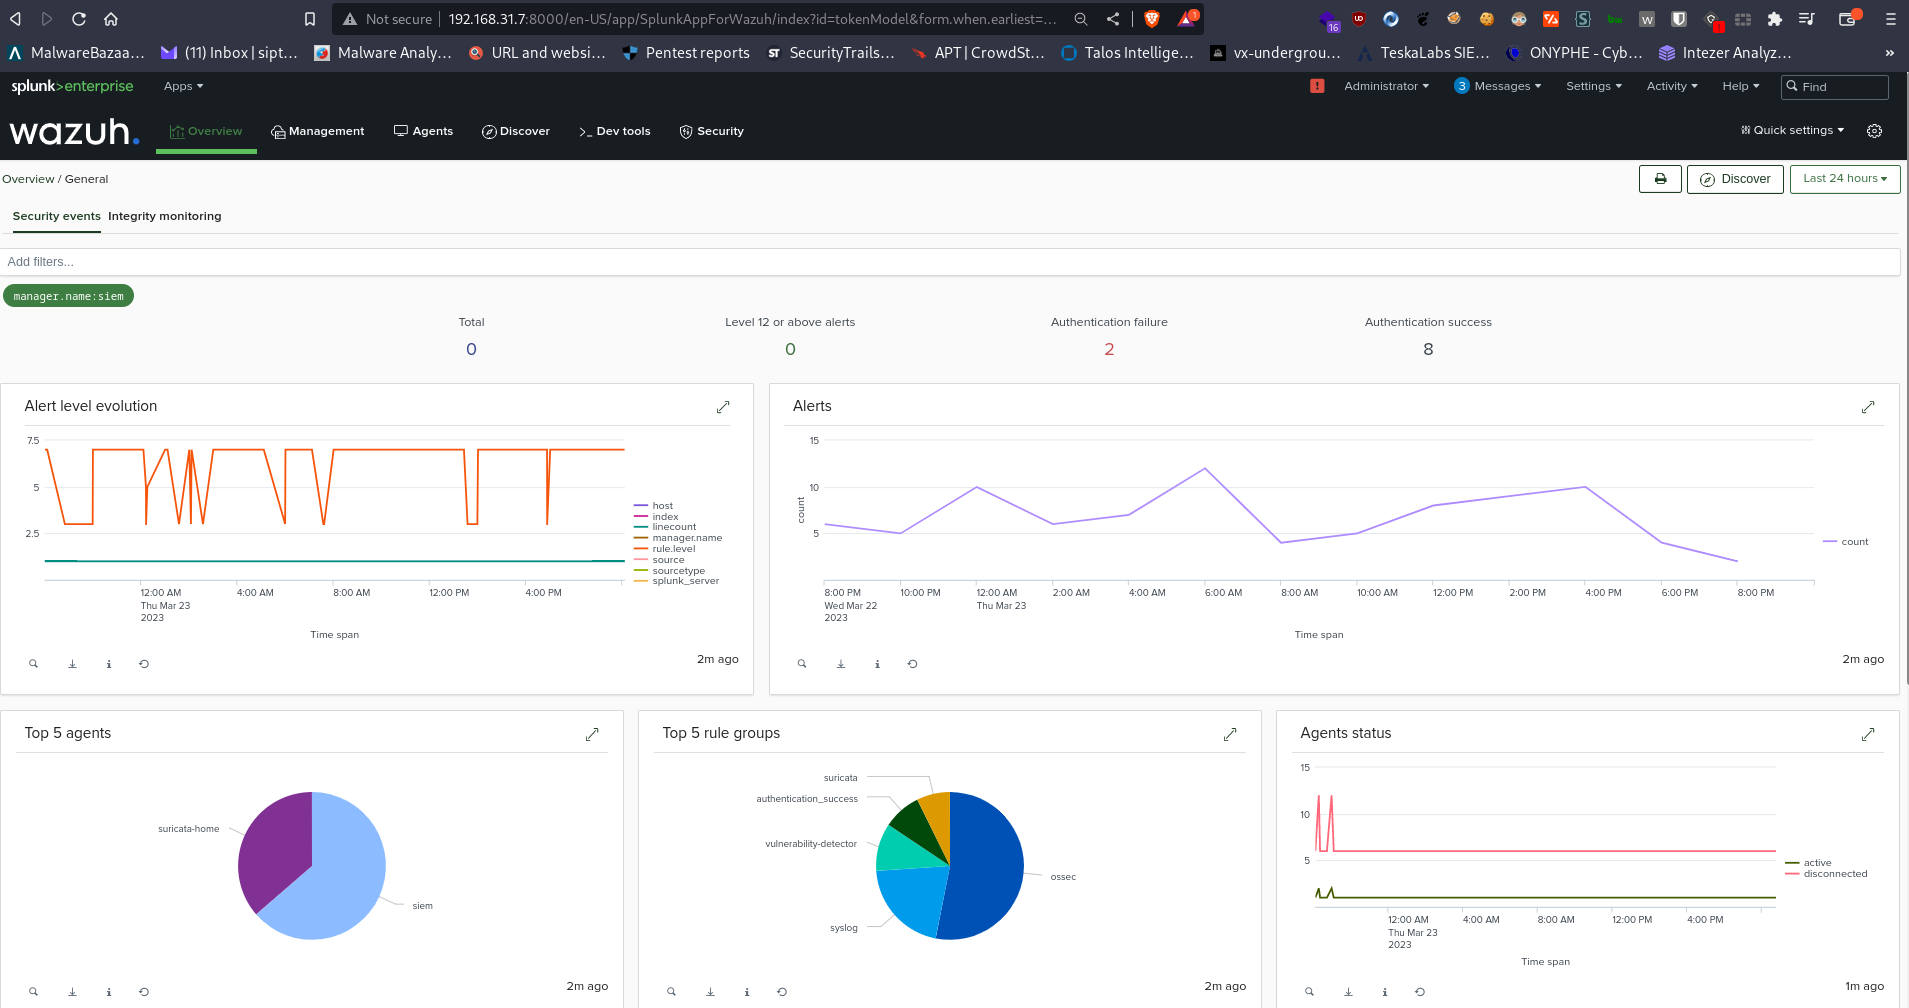 Not secure 192.168.31.7:8000/en-US/app/SplunkAppForWazuh/index?id=tokenModel&form.when.earliest=... 1 16
MalwareBazaa... (11) Inbox | sipt... Malware Analy... URL and websi... Pentest reports SecurityTrails... APT | CrowdSt... Talos Intellige... vx-undergrou... TeskaLabs SIE... ONYPHE - Cyb... Intezer Analyz... »
splunk>enterprise Apps Administrator 3 Messages Settings Activity Help Find
wazuh. Overview Management Agents Discover Dev tools Security Quick settings
Overview / General Discover Last 24 hours
Security events Integrity monitoring
Add filters...
manager.name:siem
Total Level 12 or above alerts Authentication failure Authentication success
0 0 2 8
Alert level evolution
7.5
5
2.5
host
index
linecount
manager.name
rule.level
source
sourcetype
splunk_server
12:00 AM 4:00 AM 8:00 AM 12:00 PM 4:00 PM
Thu Mar 23
2023
Time span
2m ago
Alerts
15
10
5
count
count
8:00 PM 10:00 PM 12:00 AM 2:00 AM 4:00 AM 6:00 AM 8:00 AM 10:00 AM 12:00 PM 2:00 PM 4:00 PM 6:00 PM 8:00 PM
Wed Mar 22 Thu Mar 23
2023
Time span
2m ago
Top 5 agents
suricata-home
siem
2m ago
Top 5 rule groups
suricata
authentication_success
vulnerability-detector
ossec
syslog
2m ago
Agents status
15
10
5
active
disconnected
12:00 AM 4:00 AM 8:00 AM 12:00 PM 4:00 PM
Thu Mar 23
2023
Time span
1m ago